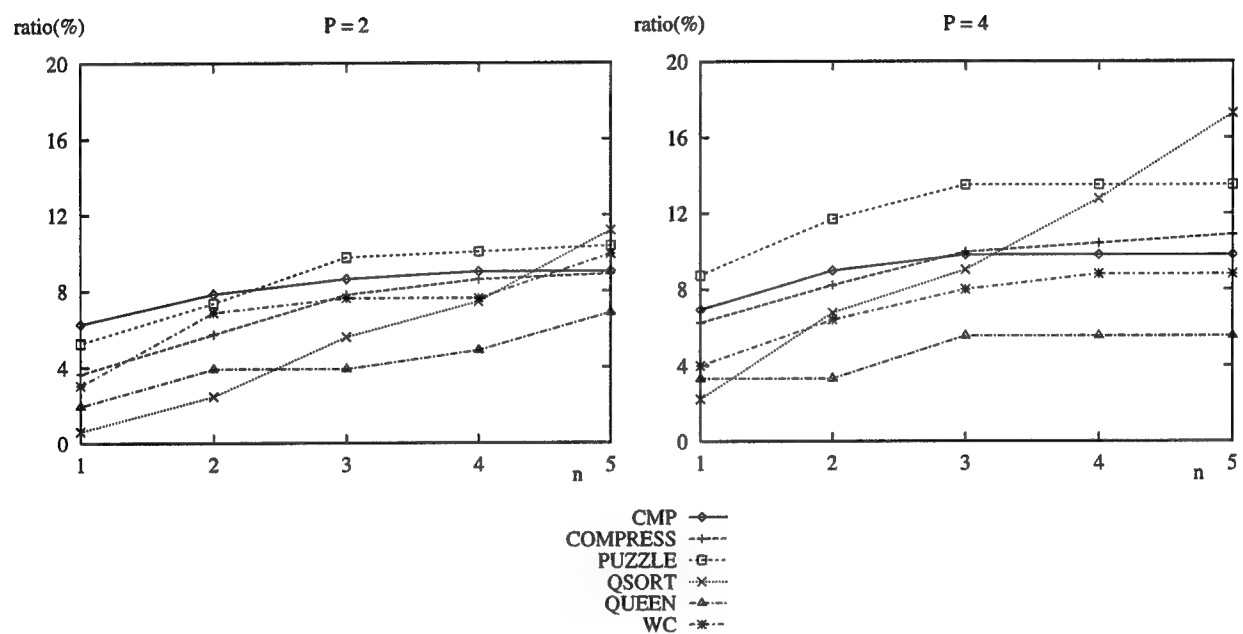 ratio(%)
P = 2
20
16
12
8
4
0
1 2 3 4 5
n
ratio(%)
P = 4
20
16
12
8
4
0
1 2 3 4 5
n
CMP
COMPRESS
PUZZLE
QSORT
QUEEN
WC